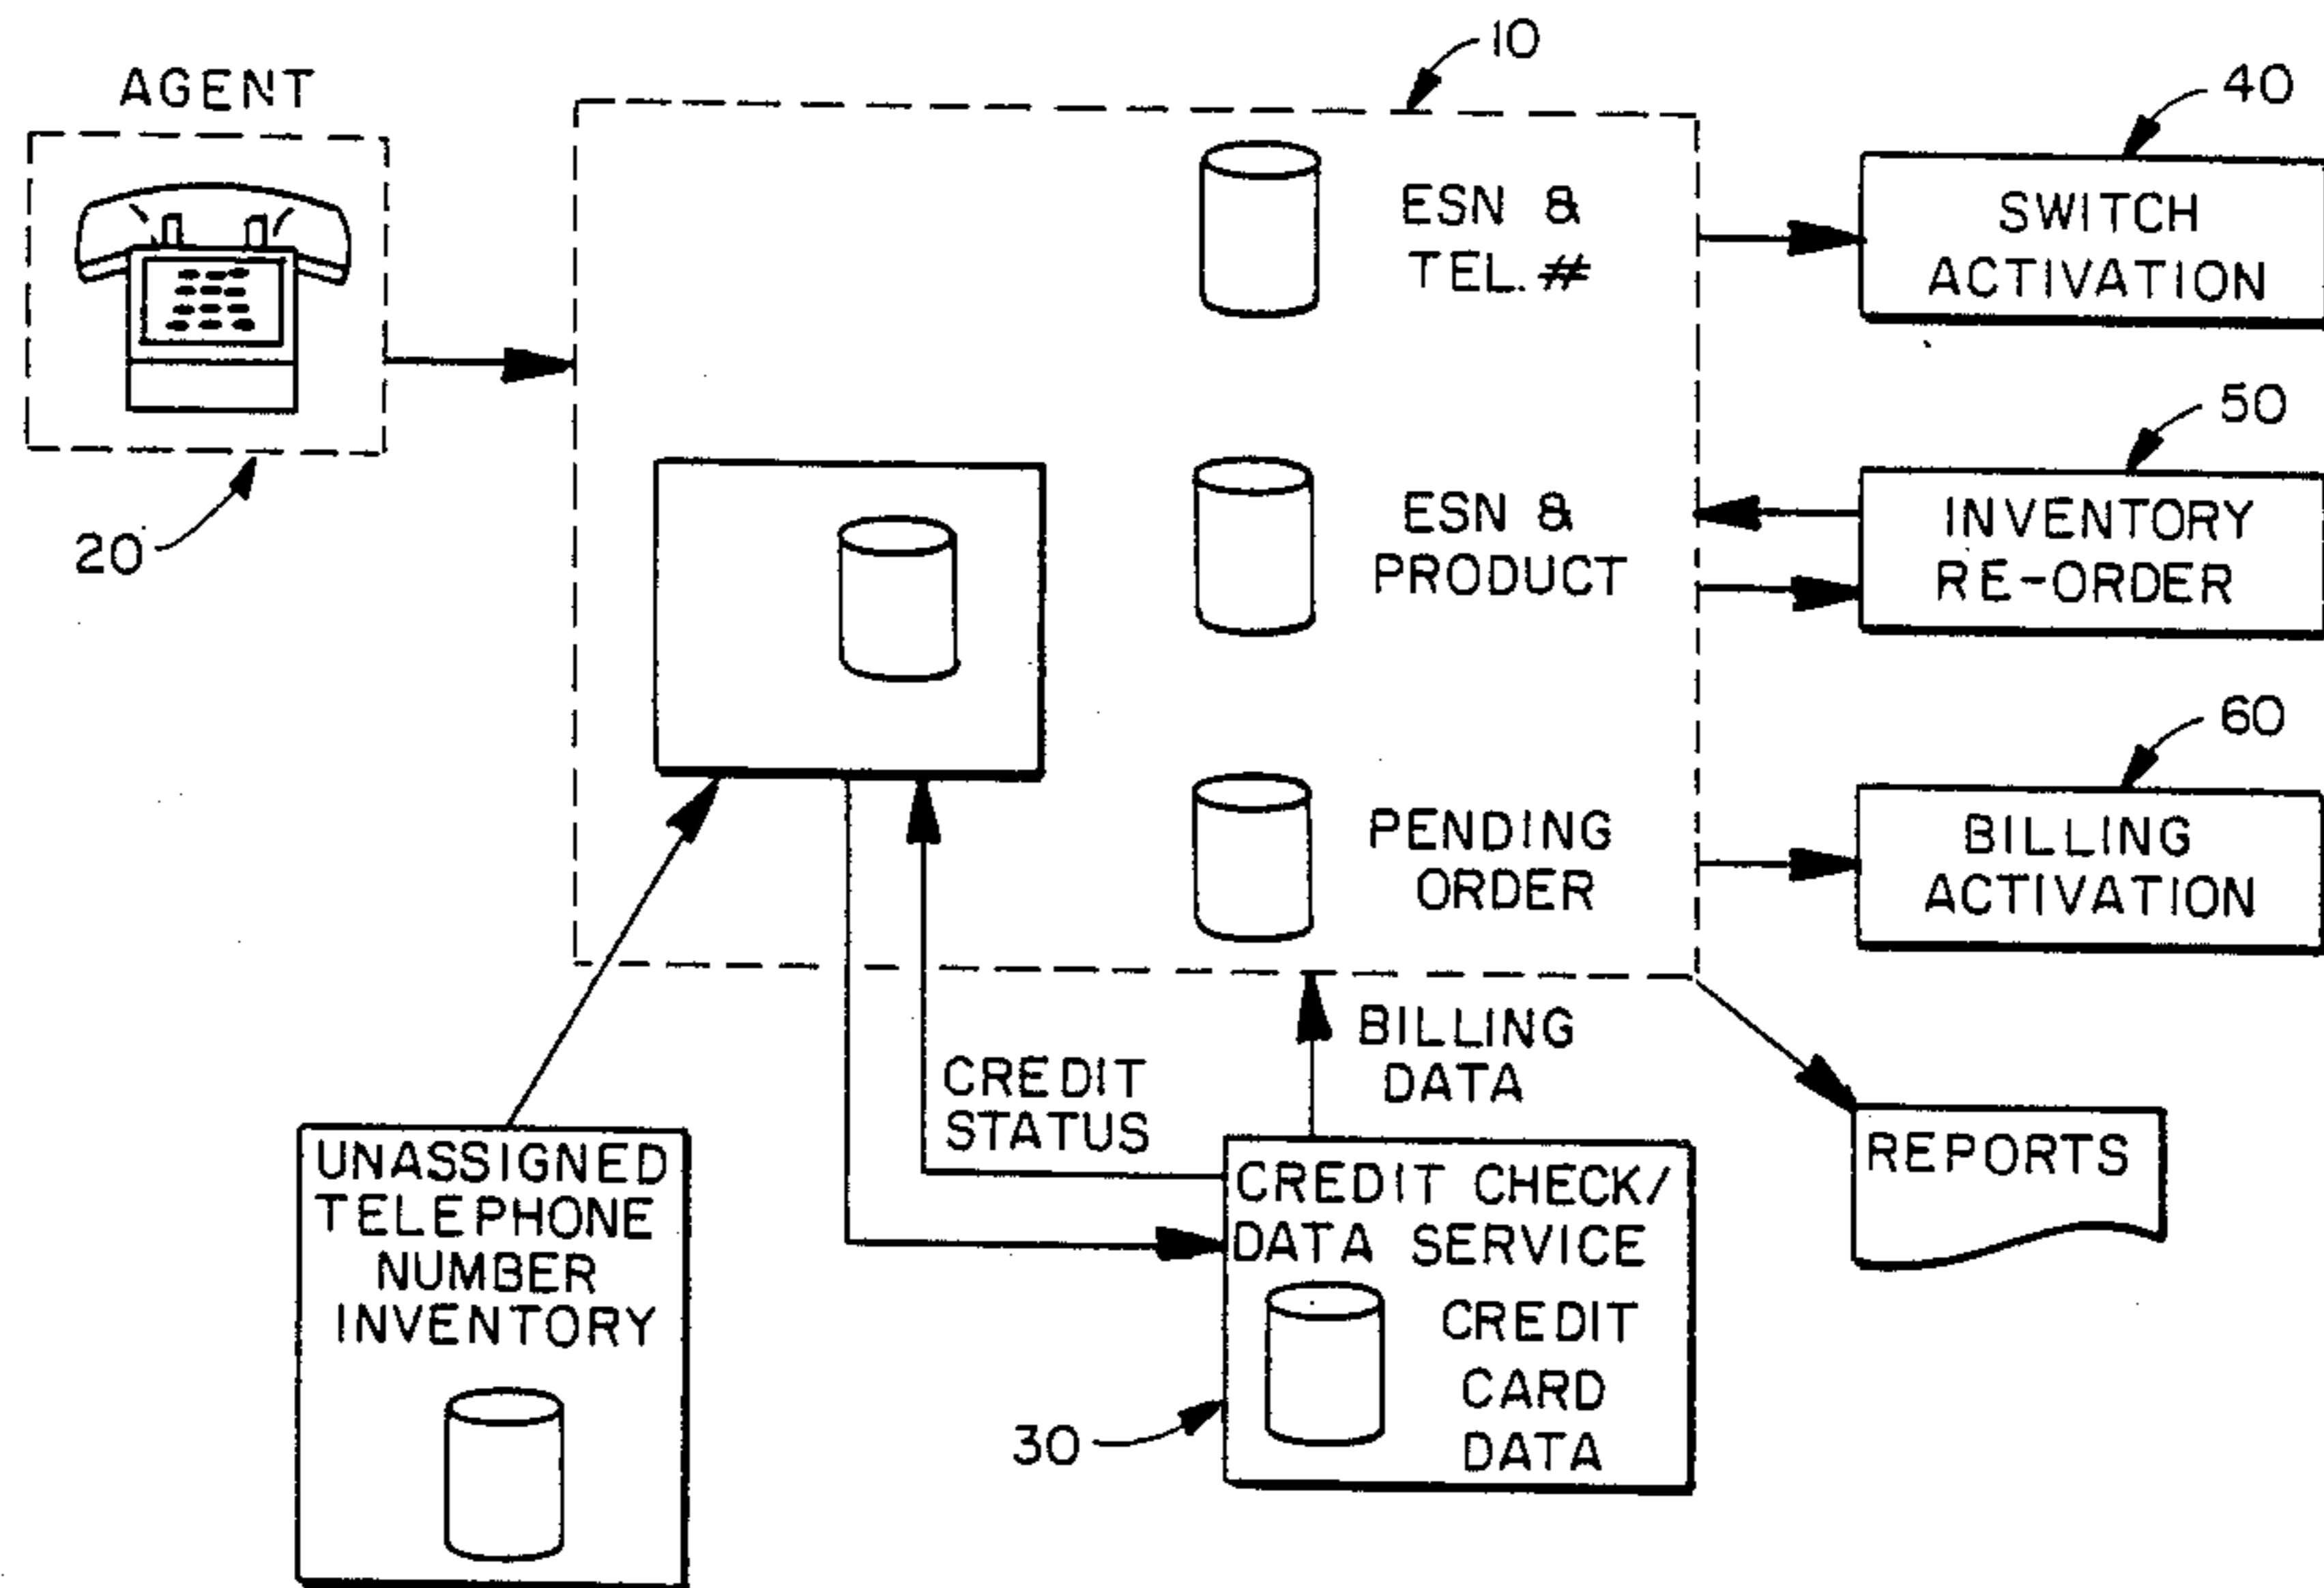 AGENT
10
40
ESN &
TEL. #
SWITCH
ACTIVATION
20
50
ESN &
PRODUCT
INVENTORY
RE-ORDER
60
PENDING
ORDER
BILLING
ACTIVATION
BILLING
DATA
CREDIT
STATUS
UNASSIGNED
TELEPHONE
NUMBER
INVENTORY
CREDIT CHECK/
DATA SERVICE
CREDIT
CARD
DATA
30
REPORTS